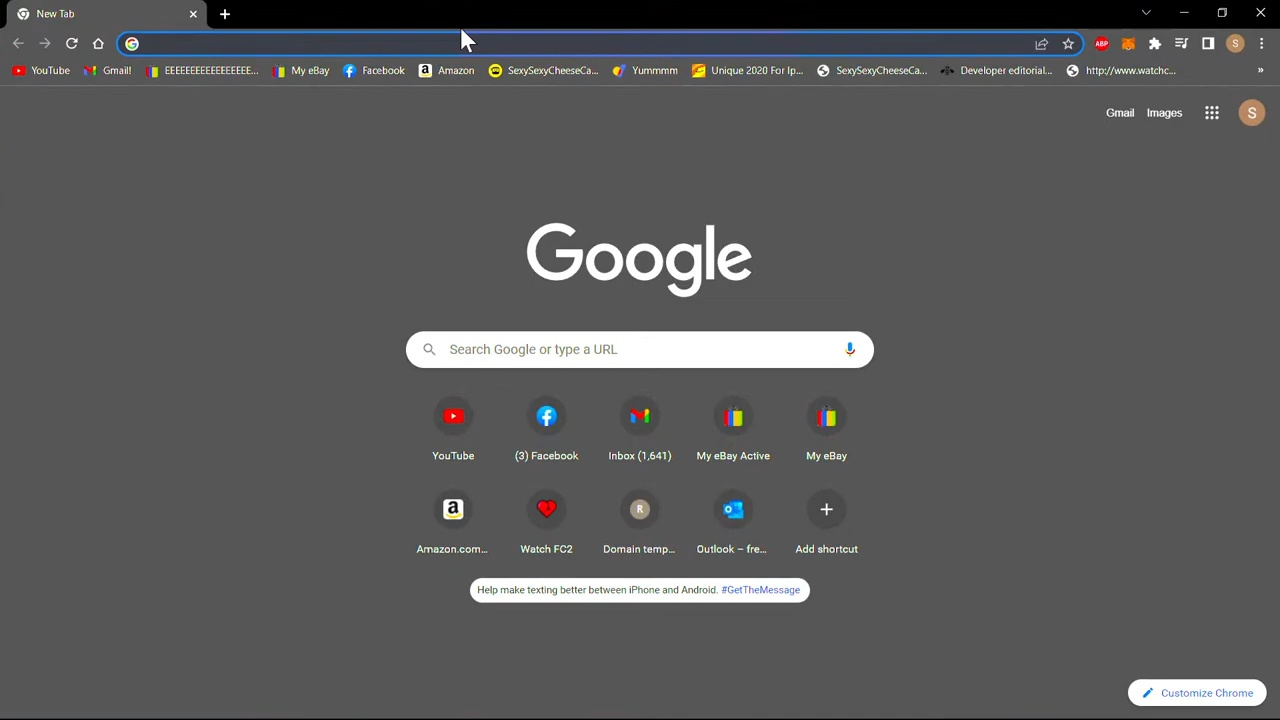 New Tab
S
YouTube
Gmail!
EEEEEEEEEEEEEEEEE...
My eBay
Facebook
Amazon
SexySexyCheeseCa...
Yummmm
Unique 2020 For Ip...
SexySexyCheeseCa...
Developer editorial...
http://www.watchc...
»
Gmail
Images
S
Google
Search Google or type a URL
YouTube
(3) Facebook
Inbox (1,641)
My eBay Active
My eBay
R
Amazon.com...
Watch FC2
Domain temp...
Outlook – fre...
Add shortcut
Help make texting better between iPhone and Android. #GetTheMessage
Customize Chrome